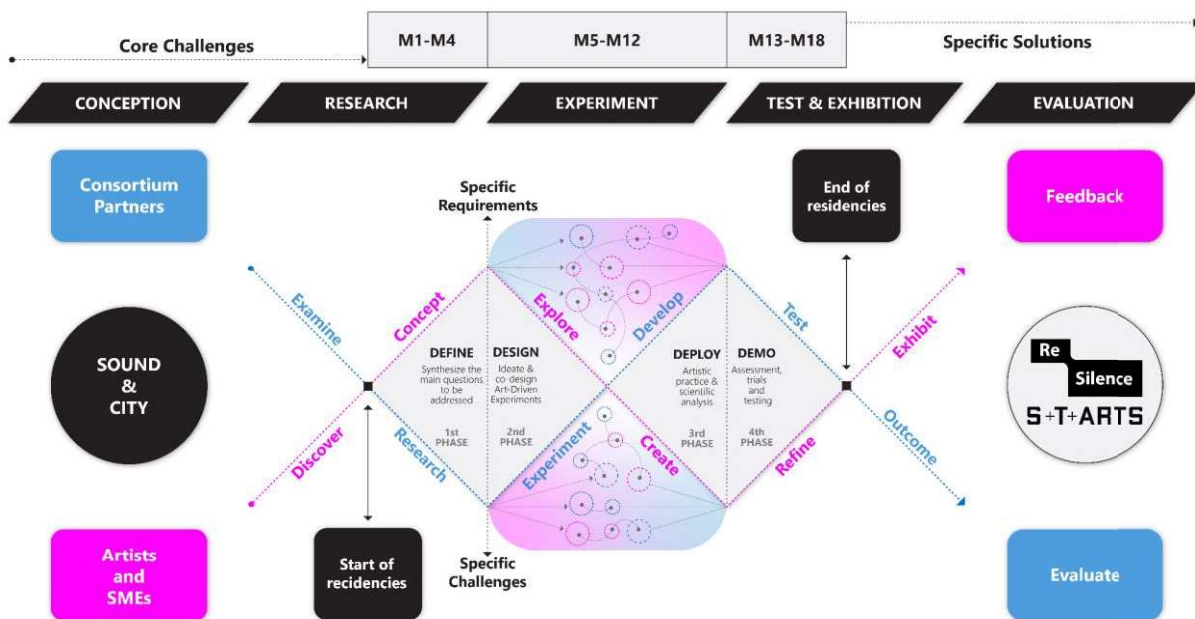 Core Challenges
M1-M4
M5-M12
M13-M18
Specific Solutions
CONCEPTION
RESEARCH
EXPERIMENT
TEST & EXHIBITION
EVALUATION
Consortium
Partners
SOUND
&
CITY
Artists
and
SMEs
Examine
Discover
Start of
recidencies
Concept
Research
Specific
Requirements
DEFINE
Synthesize the
main questions
to be
addressed
1st
PHASE
DESIGN
Ideate &
co-design
Art-Driven
Experiments
2nd
PHASE
Specific
Challenges
Explore
Experiment
Develop
Create
DEPLOY
Artistic
practice &
scientific
analysis
3rd
PHASE
DEMO
Assessment,
trials
and
testing
4th
PHASE
Test
Refine
End of
residencies
Exhibit
Outcome
Feedback
Re
Silence
S+T+ARTS
Evaluate